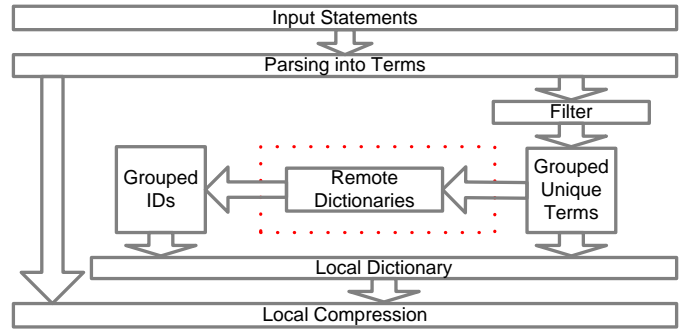 Input Statements
Parsing into Terms
Filter
Grouped
IDs
Remote
Dictionaries
Grouped
Unique
Terms
Local Dictionary
Local Compression